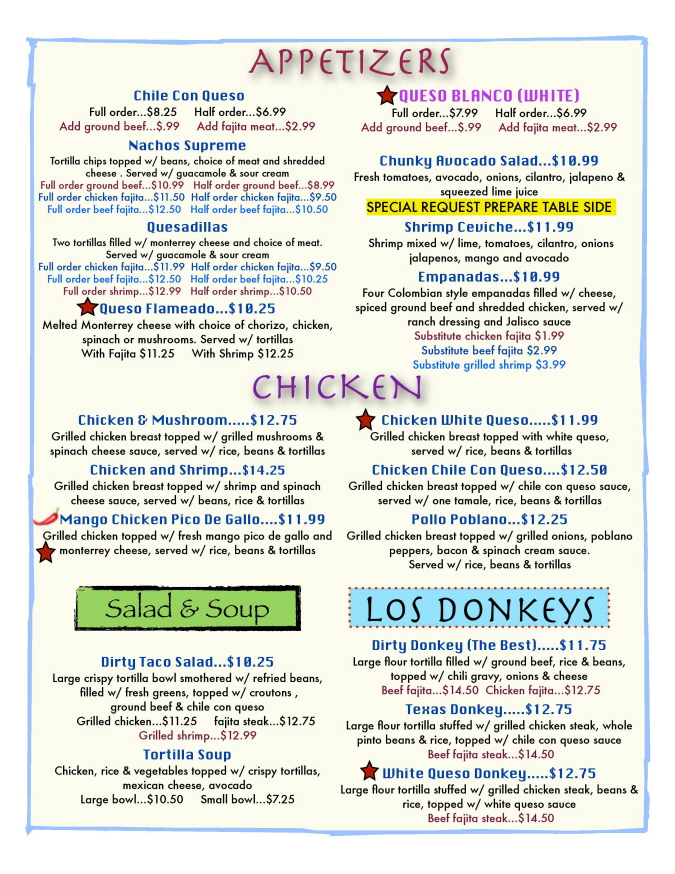 APPETIZERS
Chile Con Queso
Full order...$8.25 Half order...$6.99
Add ground beef...$.99 Add fajita meat...$2.99
Nachos Supreme
Tortilla chips topped w/ beans, choice of meat and shredded
cheese . Served w/ guacamole & sour cream
Full order ground beef...$10.99 Half order ground beef...$8.99
Full order chicken fajita...$11.50 Half order chicken fajita...$9.50
Full order beef fajita...$12.50 Half order beef fajita...$10.50
Quesadillas
Two tortillas filled w/ monterrey cheese and choice of meat.
Served w/ guacamole & sour cream
Full order chicken fajita...$11.99 Half order chicken fajita...$9.50
Full order beef fajita...$12.50 Half order beef fajita...$10.25
Full order shrimp...$12.99 Half order shrimp...$10.50
Queso Flameado...$10.25
Melted Monterrey cheese with choice of chorizo, chicken,
spinach or mushrooms. Served w/ tortillas
With Fajita $11.25 With Shrimp $12.25
QUESO BLANCO (WHITE)
Full order...$7.99 Half order...$6.99
Add ground beef...$.99 Add fajita meat...$2.99
Chunky Avocado Salad...$10.99
Fresh tomatoes, avocado, onions, cilantro, jalapeno &
squeezed lime juice
SPECIAL REQUEST PREPARE TABLE SIDE
Shrimp Ceviche...$11.99
Shrimp mixed w/ lime, tomatoes, cilantro, onions
jalapenos, mango and avocado
Empanadas...$10.99
Four Colombian style empanadas filled w/ cheese,
spiced ground beef and shredded chicken, served w/
ranch dressing and Jalisco sauce
Substitute chicken fajita $1.99
Substitute beef fajita $2.99
Substitute grilled shrimp $3.99
CHICKEN
Chicken & Mushroom.....$12.75
Grilled chicken breast topped w/ grilled mushrooms &
spinach cheese sauce, served w/ rice, beans & tortillas
Chicken and Shrimp...$14.25
Grilled chicken breast topped w/ shrimp and spinach
cheese sauce, served w/ beans, rice & tortillas
Mango Chicken Pico De Gallo....$11.99
Grilled chicken topped w/ fresh mango pico de gallo and
monterrey cheese, served w/ rice, beans & tortillas
Chicken White Queso.....$11.99
Grilled chicken breast topped with white queso,
served w/ rice, beans & tortillas
Chicken Chile Con Queso....$12.50
Grilled chicken breast topped w/ chile con queso sauce,
served w/ one tamale, rice, beans & tortillas
Pollo Poblano...$12.25
Grilled chicken breast topped w/ grilled onions, poblano
peppers, bacon & spinach cream sauce.
Served w/ rice, beans & tortillas
Salad & Soup
Dirty Taco Salad...$10.25
Large crispy tortilla bowl smothered w/ refried beans,
filled w/ fresh greens, topped w/ croutons ,
ground beef & chile con queso
Grilled chicken...$11.25 fajita steak...$12.75
Grilled shrimp...$12.99
Tortilla Soup
Chicken, rice & vegetables topped w/ crispy tortillas,
mexican cheese, avocado
Large bowl...$10.50 Small bowl...$7.25
LOS DONKEYS
Dirty Donkey (The Best).....$11.75
Large flour tortilla filled w/ ground beef, rice & beans,
topped w/ chili gravy, onions & cheese
Beef fajita...$14.50 Chicken fajita...$12.75
Texas Donkey.....$12.75
Large flour tortilla stuffed w/ grilled chicken steak, whole
pinto beans & rice, topped w/ chile con queso sauce
Beef fajita steak...$14.50
White Queso Donkey.....$12.75
Large flour tortilla stuffed w/ grilled chicken steak, beans &
rice, topped w/ white queso sauce
Beef fajita steak...$14.50